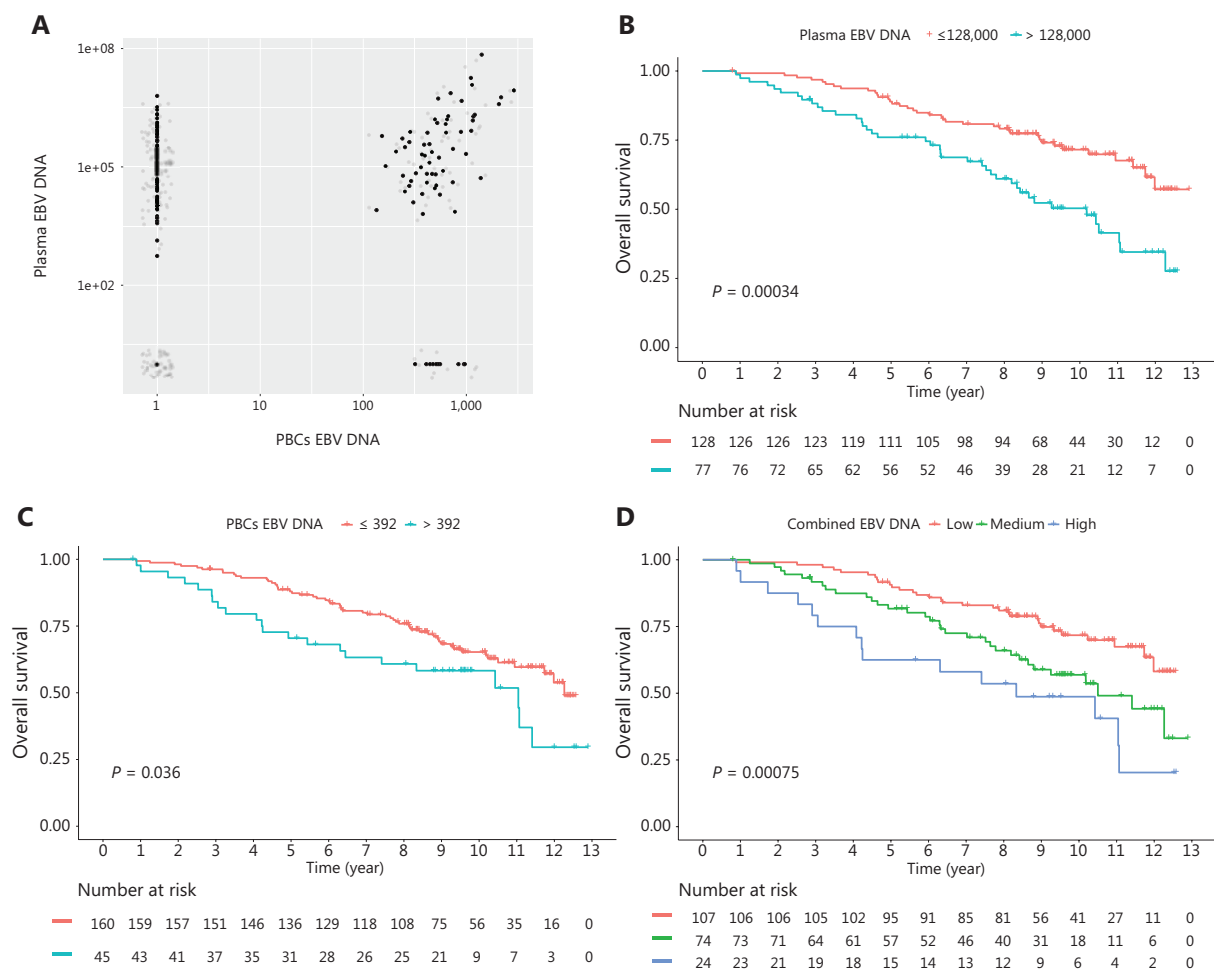 A
1e+08
1e+05
1e+02
Plasma EBV DNA
1 10 100 1,000
PBCs EBV DNA
B
Plasma EBV DNA ≤128,000 > 128,000
1.00
0.75
0.50
0.25
0.00
Overall survival
P = 0.00034
0 1 2 3 4 5 6 7 8 9 10 11 12 13
Time (year)
Number at risk
128 126 126 123 119 111 105 98 94 68 44 30 12 0
77 76 72 65 62 56 52 46 39 28 21 12 7 0
C
PBCs EBV DNA ≤ 392 > 392
1.00
0.75
0.50
0.25
0.00
Overall survival
P = 0.036
0 1 2 3 4 5 6 7 8 9 10 11 12 13
Time (year)
Number at risk
160 159 157 151 146 136 129 118 108 75 56 35 16 0
45 43 41 37 35 31 28 26 25 21 9 7 3 0
D
Combined EBV DNA Low Medium High
1.00
0.75
0.50
0.25
0.00
Overall survival
P = 0.00075
0 1 2 3 4 5 6 7 8 9 10 11 12 13
Time (year)
Number at risk
107 106 106 105 102 95 91 85 81 56 41 27 11 0
74 73 71 64 61 57 52 46 40 31 18 11 6 0
24 23 21 19 18 15 14 13 12 9 6 4 2 0